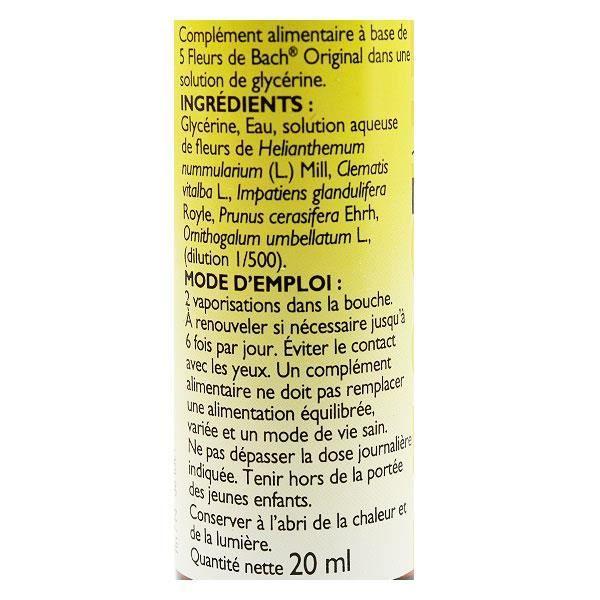 Complément alimentaire à base de
5 Fleurs de Bach® Original dans une
solution de glycérine.
INGRÉDIENTS :
Glycérine, Eau, solution aqueuse
de fleurs de Helianthemum
nummularium (L.) Mill, Clematis
vitalba L., Impatiens glandulifera
Royle, Prunus cerasifera Ehrh,
Ornithogalum umbellatum L,
(dilution 1/500).
MODE D'EMPLOI :
2 vaporisations dans la bouche.
À renouveler si nécessaire jusqu'à
6 fois par jour. Éviter le contact
avec les yeux. Un complément
alimentaire ne doit pas remplacer
une alimentation équilibrée,
variée et un mode de vie sain.
Ne pas dépasser la dose journalière
indiquée. Tenir hors de la portée
des jeunes enfants.
Conserver à l'abri de la chaleur et
de la lumière.
Quantité nette 20 ml